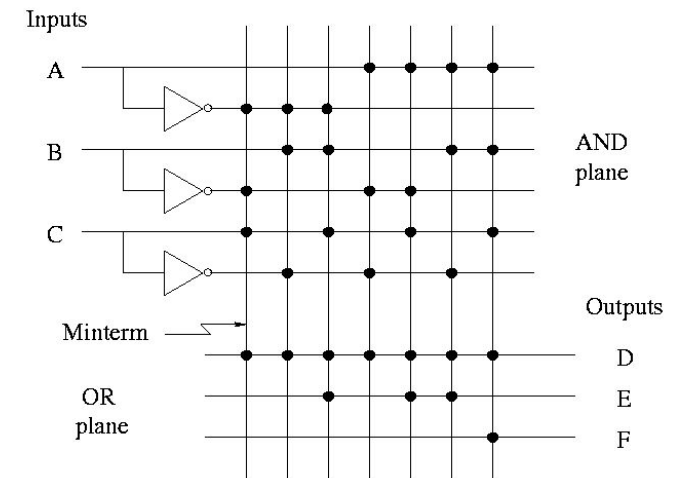 Inputs
A
B
AND
plane
C
Outputs
Minterm
D
OR
plane
E
F